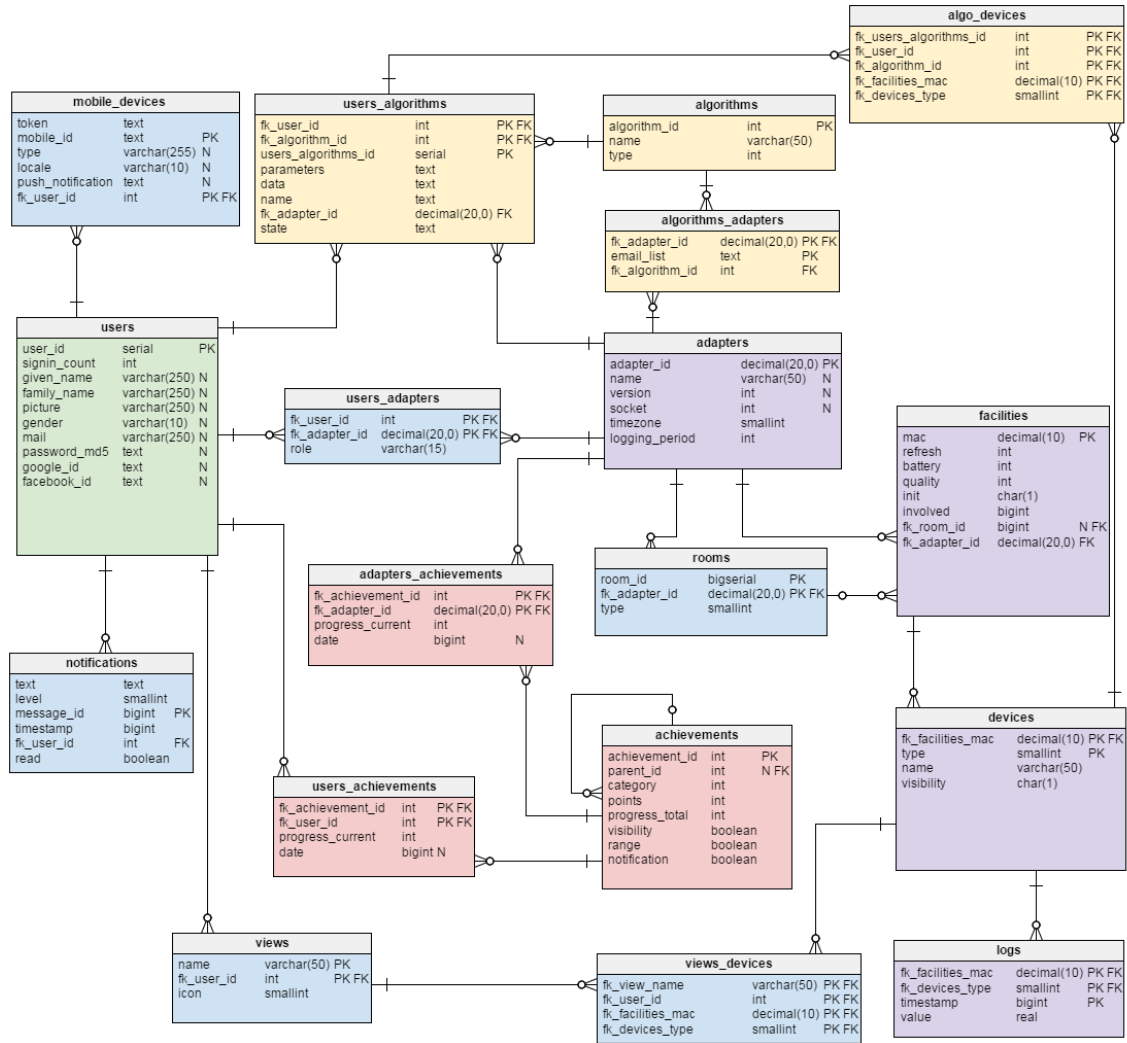 algo_devices
fk_users_algorithms_id int PK FK
fk_user_id int PK FK
fk_algorithm_id int PK FK
fk_facilities_mac decimal(10) PK FK
fk_devices_type smallint PK FK
mobile_devices
token text
mobile_id text PK
type varchar(255) N
locale varchar(10) N
push_notification text N
fk_user_id int PK FK
users_algorithms
fk_user_id int PK FK
fk_algorithm_id int PK FK
users_algorithms_id serial PK
parameters text
data text
name text
fk_adapter_id decimal(20,0) FK
state text
algorithms
algorithm_id int PK
name varchar(50)
type int
algorithms_adapters
fk_adapter_id decimal(20,0) PK FK
email_list text PK
fk_algorithm_id int FK
users
user_id serial PK
signin_count int
given_name varchar(250) N
family_name varchar(250) N
picture varchar(250) N
gender varchar(10) N
mail varchar(250) N
password_md5 text N
google_id text N
facebook_id text N
users_adapters
fk_user_id int PK FK
fk_adapter_id decimal(20,0) PK FK
role varchar(15)
adapters
adapter_id decimal(20,0) PK
name varchar(50) N
version int N
socket int N
timezone smallint
logging_period int
facilities
mac decimal(10) PK
refresh int
battery int
quality int
init char(1)
involved bigint
fk_room_id bigint N FK
fk_adapter_id decimal(20,0) FK
adapters_achievements
fk_achievement_id int PK FK
fk_adapter_id decimal(20,0) PK FK
progress_current int
date bigint N
rooms
room_id bigserial PK
fk_adapter_id decimal(20,0) PK FK
type smallint
notifications
text text
level smallint
message_id bigint PK
timestamp bigint
fk_user_id int FK
read boolean
users_achievements
fk_achievement_id int PK FK
fk_user_id int PK FK
progress_current int
date bigint N
achievements
achievement_id int PK
parent_id int N FK
category int
points int
progress_total int
visibility boolean
range boolean
notification boolean
devices
fk_facilities_mac decimal(10) PK FK
type smallint PK
name varchar(50)
visibility char(1)
views
name varchar(50) PK
fk_user_id int PK FK
icon smallint
views_devices
fk_view_name varchar(50) PK FK
fk_user_id int PK FK
fk_facilities_mac decimal(10) PK FK
fk_devices_type smallint PK FK
logs
fk_facilities_mac decimal(10) PK FK
fk_devices_type smallint PK FK
timestamp bigint PK
value real